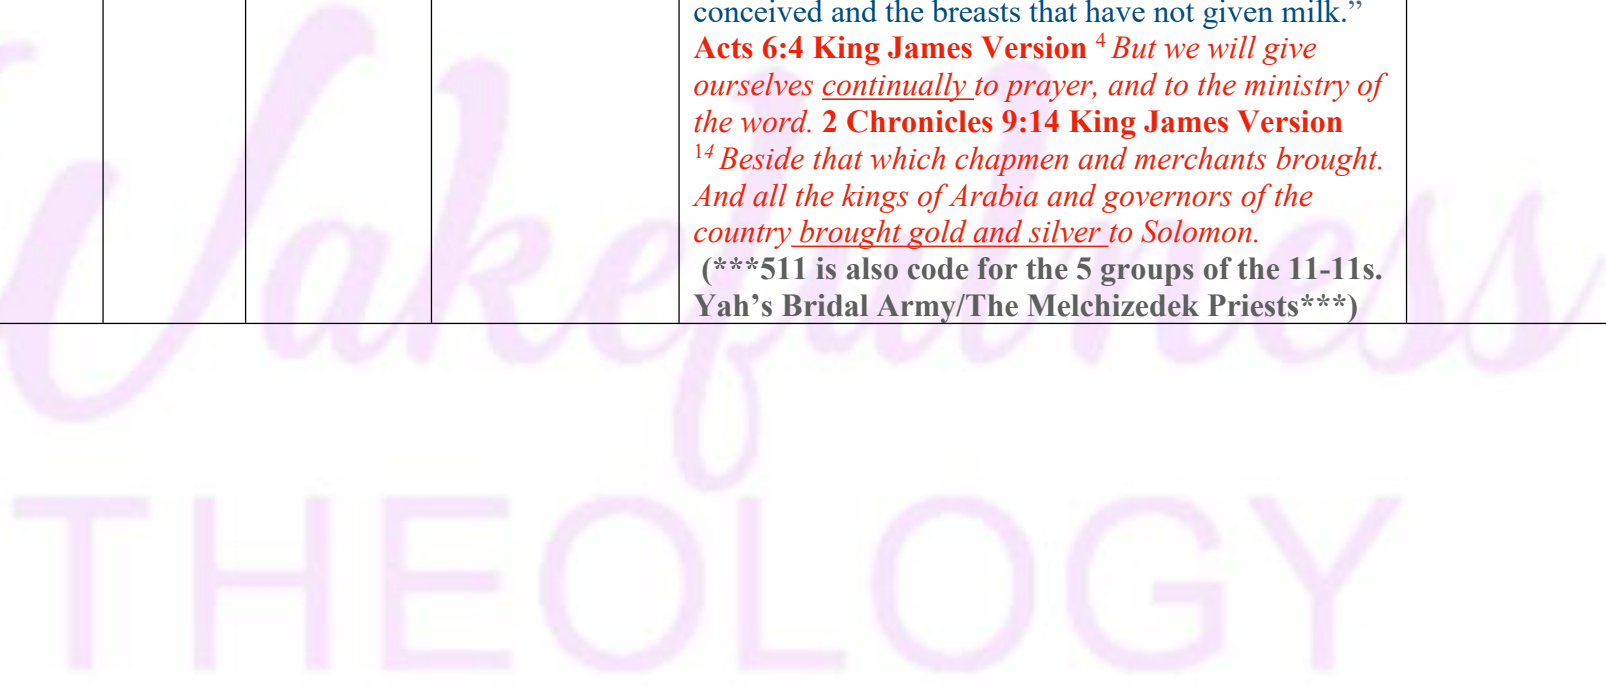 conceived and the breasts that have not given milk.”
Acts 6:4 King James Version 4 But we will give
ourselves continually to prayer, and to the ministry of
the word. 2 Chronicles 9:14 King James Version
14 Beside that which chapmen and merchants brought.
And all the kings of Arabia and governors of the
country brought gold and silver to Solomon.
(***511 is also code for the 5 groups of the 11-11s.
Yah’s Bridal Army/The Melchizedek Priests***)
Wakefulness
THEOLOGY